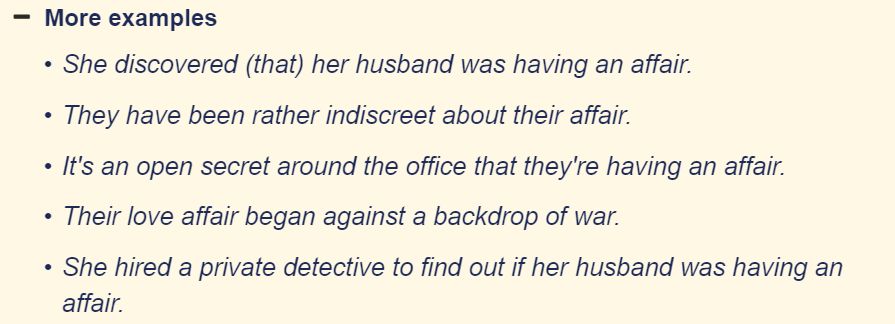 – More examples
• She discovered (that) her husband was having an affair.
• They have been rather indiscreet about their affair.
• It's an open secret around the office that they're having an affair.
• Their love affair began against a backdrop of war.
• She hired a private detective to find out if her husband was having an
affair.